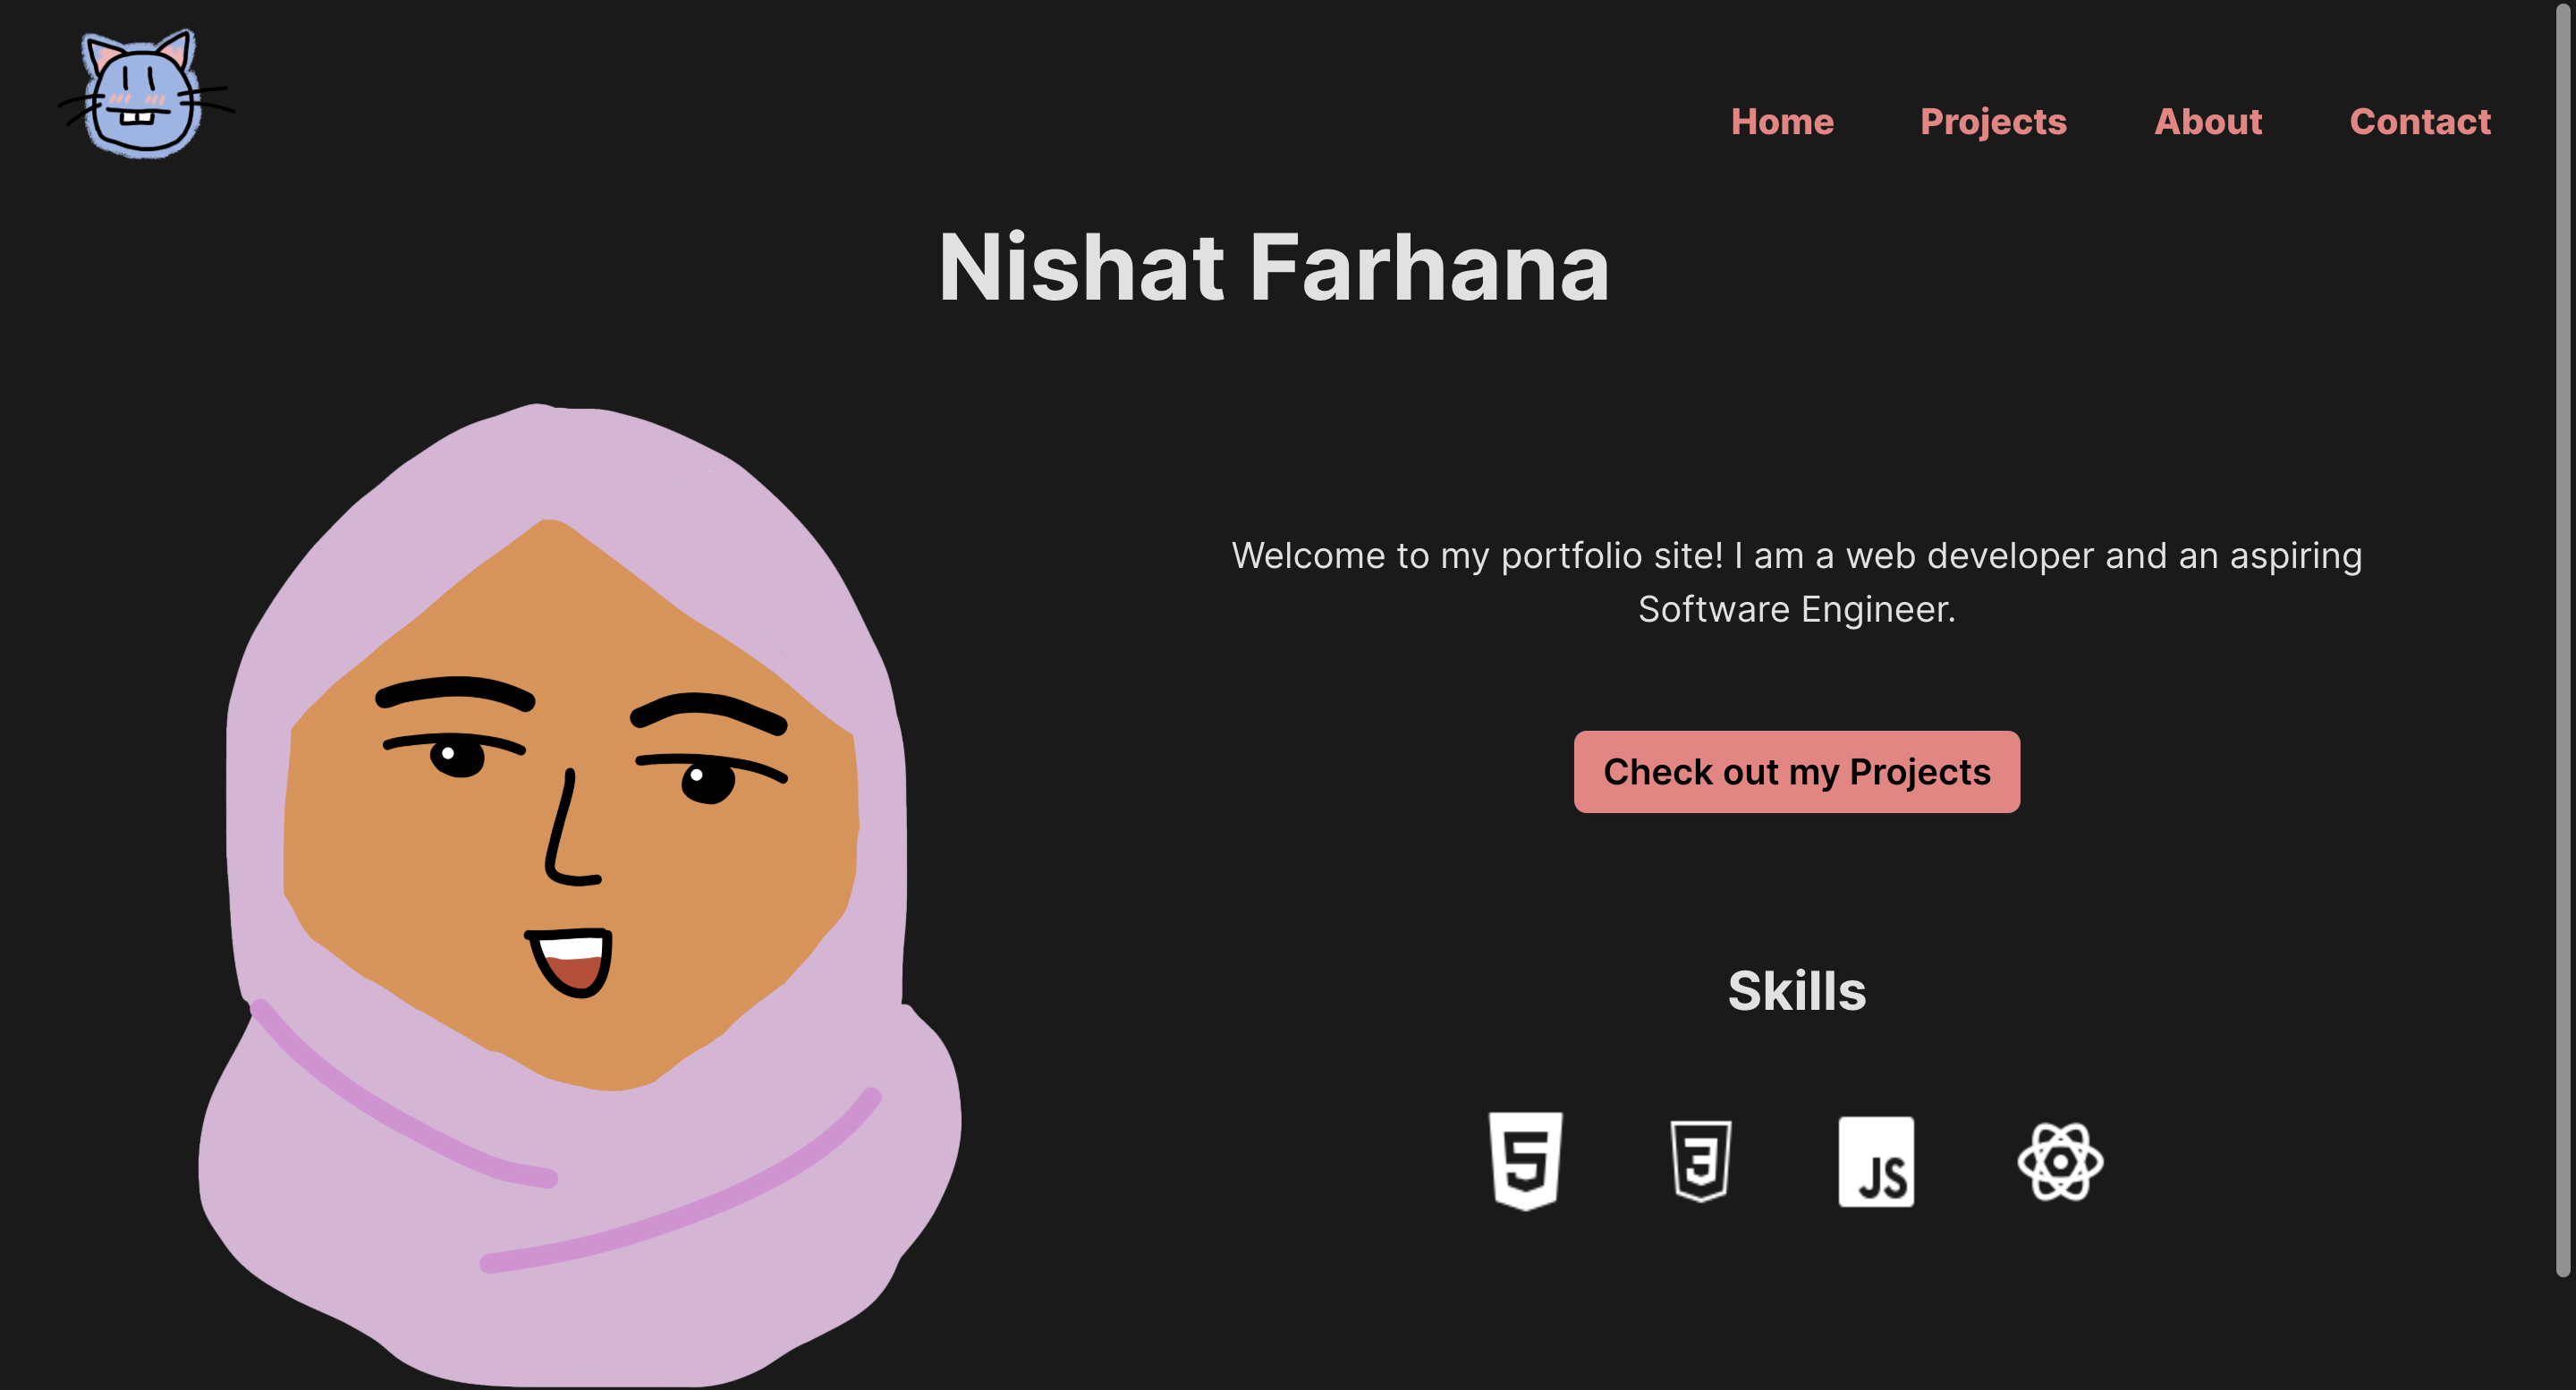 Home Projects About Contact
Nishat Farhana
Welcome to my portfolio site! I am a web developer and an aspiring
Software Engineer.
Check out my Projects
Skills
5 3 JS